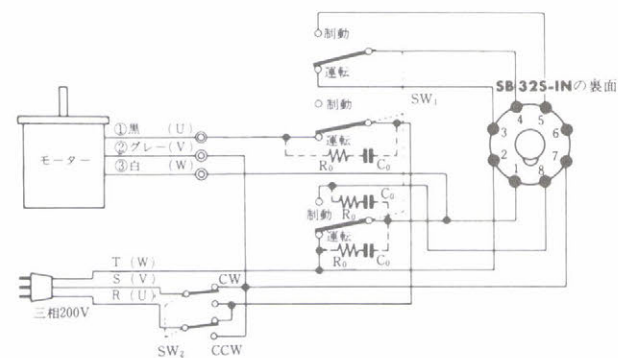 制動
運転
SW₁
SB 32S-INの裏面
4 5
3 6
2 7
1 8
制動
運転
R₀ C₀
モーター
①黒 (U)
②グレー(V)
③白 (W)
R₀ C₀
制動
運転
R₀ C₀
T (W)
S (V)
R (U)
三相200V
CW
SW₂
CCW